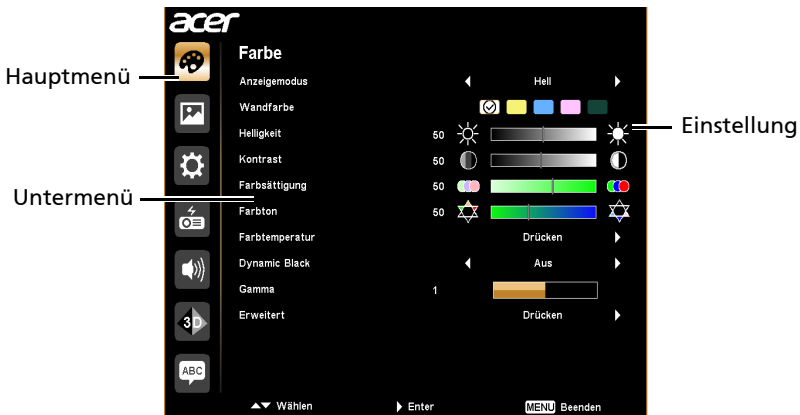 acer
Farbe
Hauptmenü
Anzeigemodus Hell
Wandfarbe
Helligkeit 50
Einstellung
Kontrast 50
Farbsättigung 50
Untermenü
Farbton 50
Farbtemperatur Drücken
Dynamic Black Aus
Gamma 1
3D
Erweitert Drücken
ABC
Wählen Enter MENU Beenden